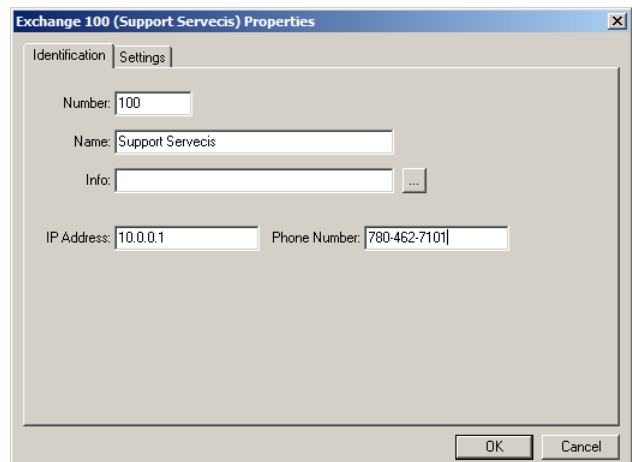 Exchange 100 (Support Servecis) Properties
Identification Settings
Number: 100
Name: Support Servecis
Info: ...
IP Address: 10.0.0.1 Phone Number: 780-462-7101
OK Cancel